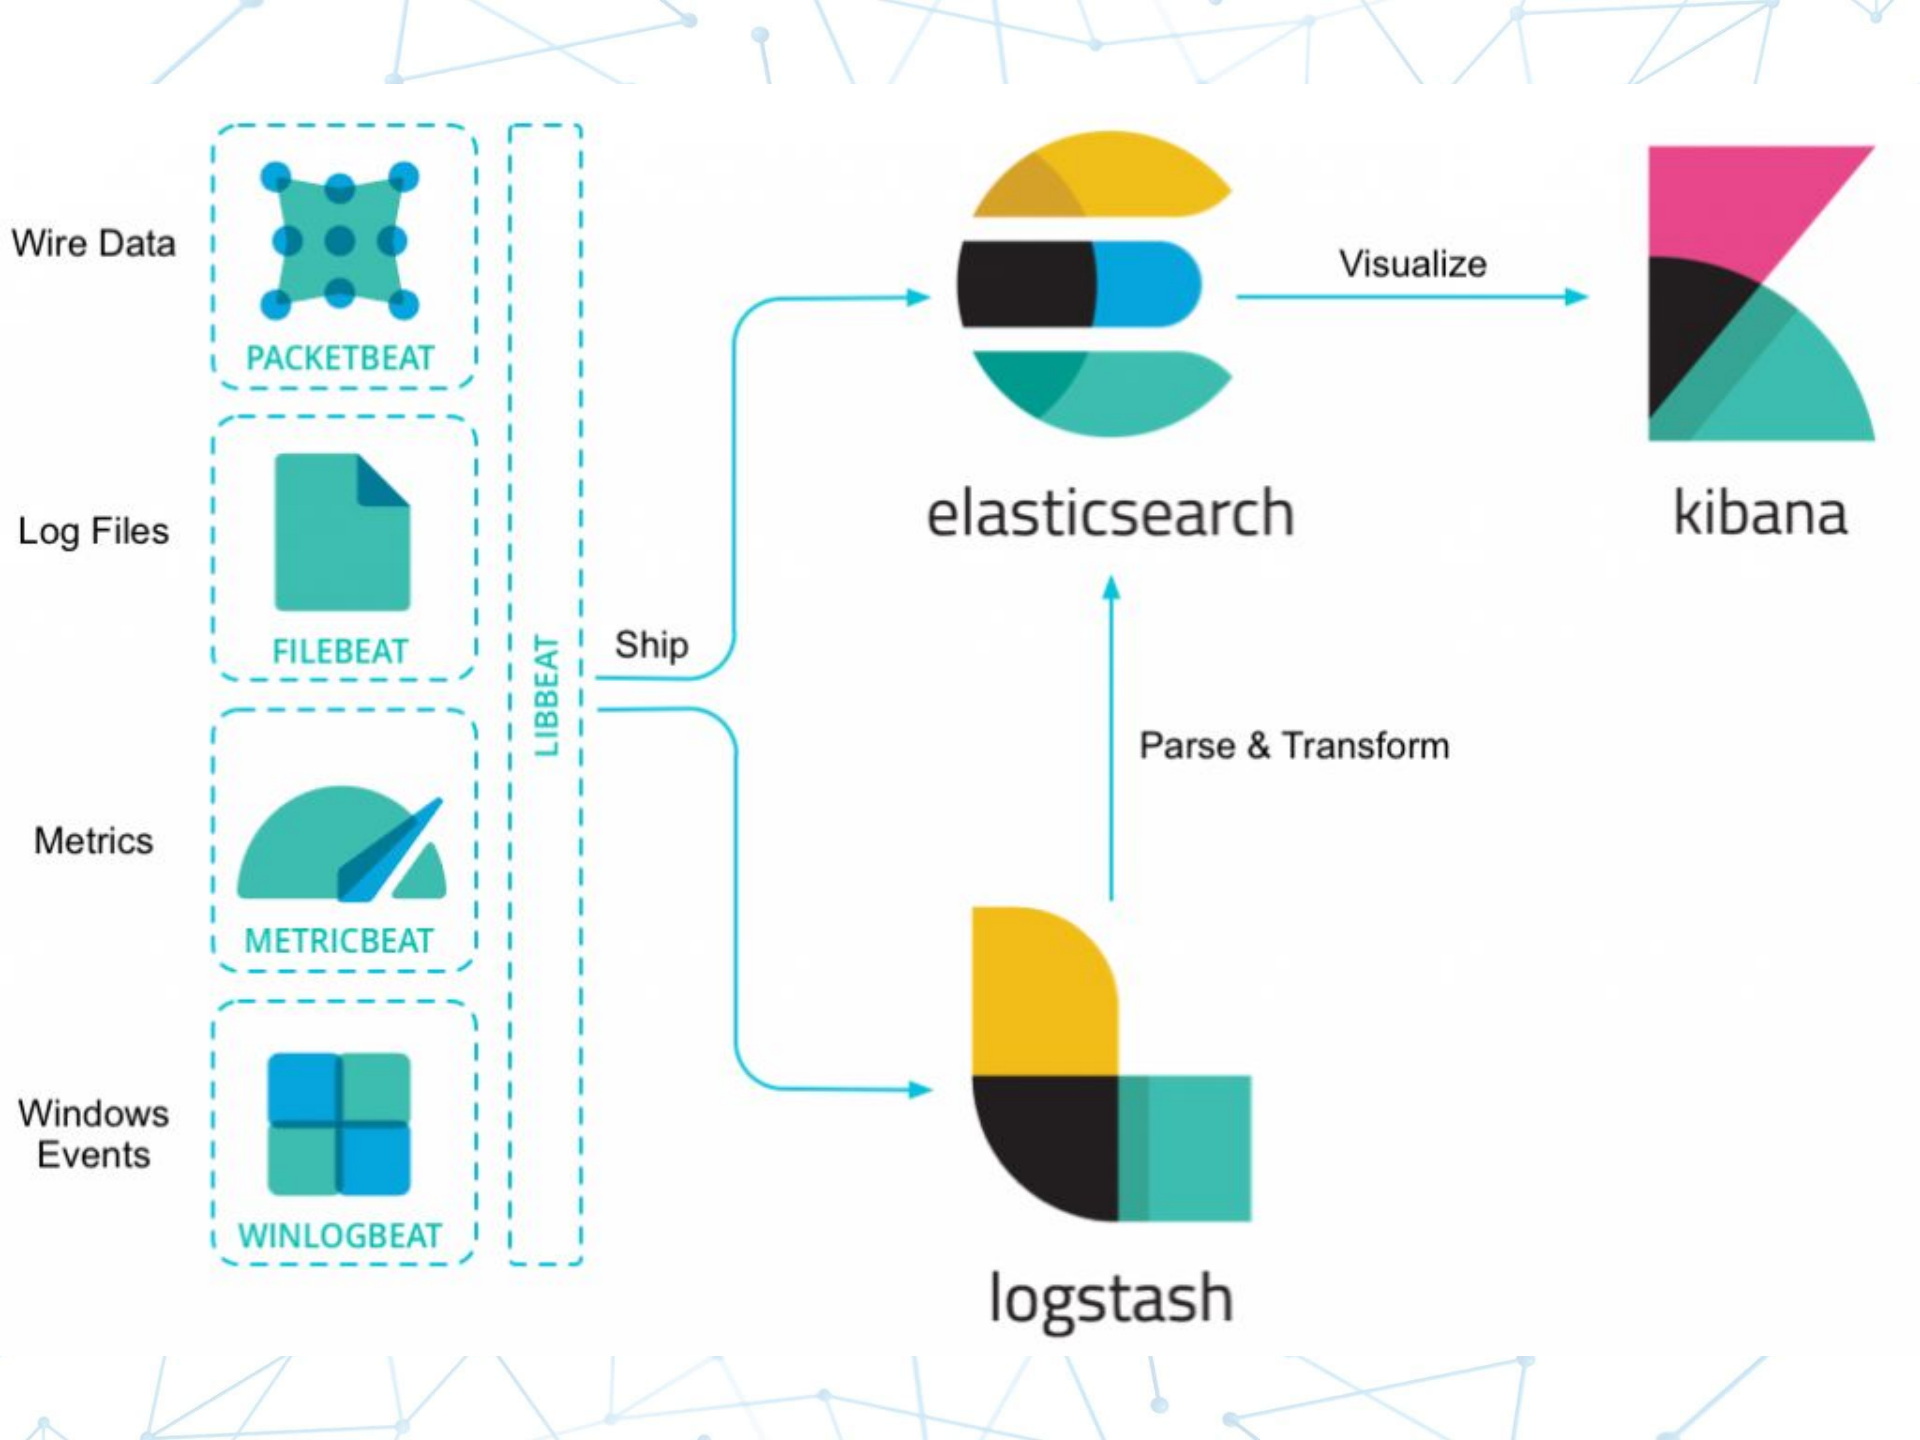 Wire Data
PACKETBEAT
Log Files
FILEBEAT
Metrics
METRICBEAT
Windows
Events
WINLOGBEAT
LIBBEAT
Ship
elasticsearch
Visualize
kibana
Parse & Transform
logstash